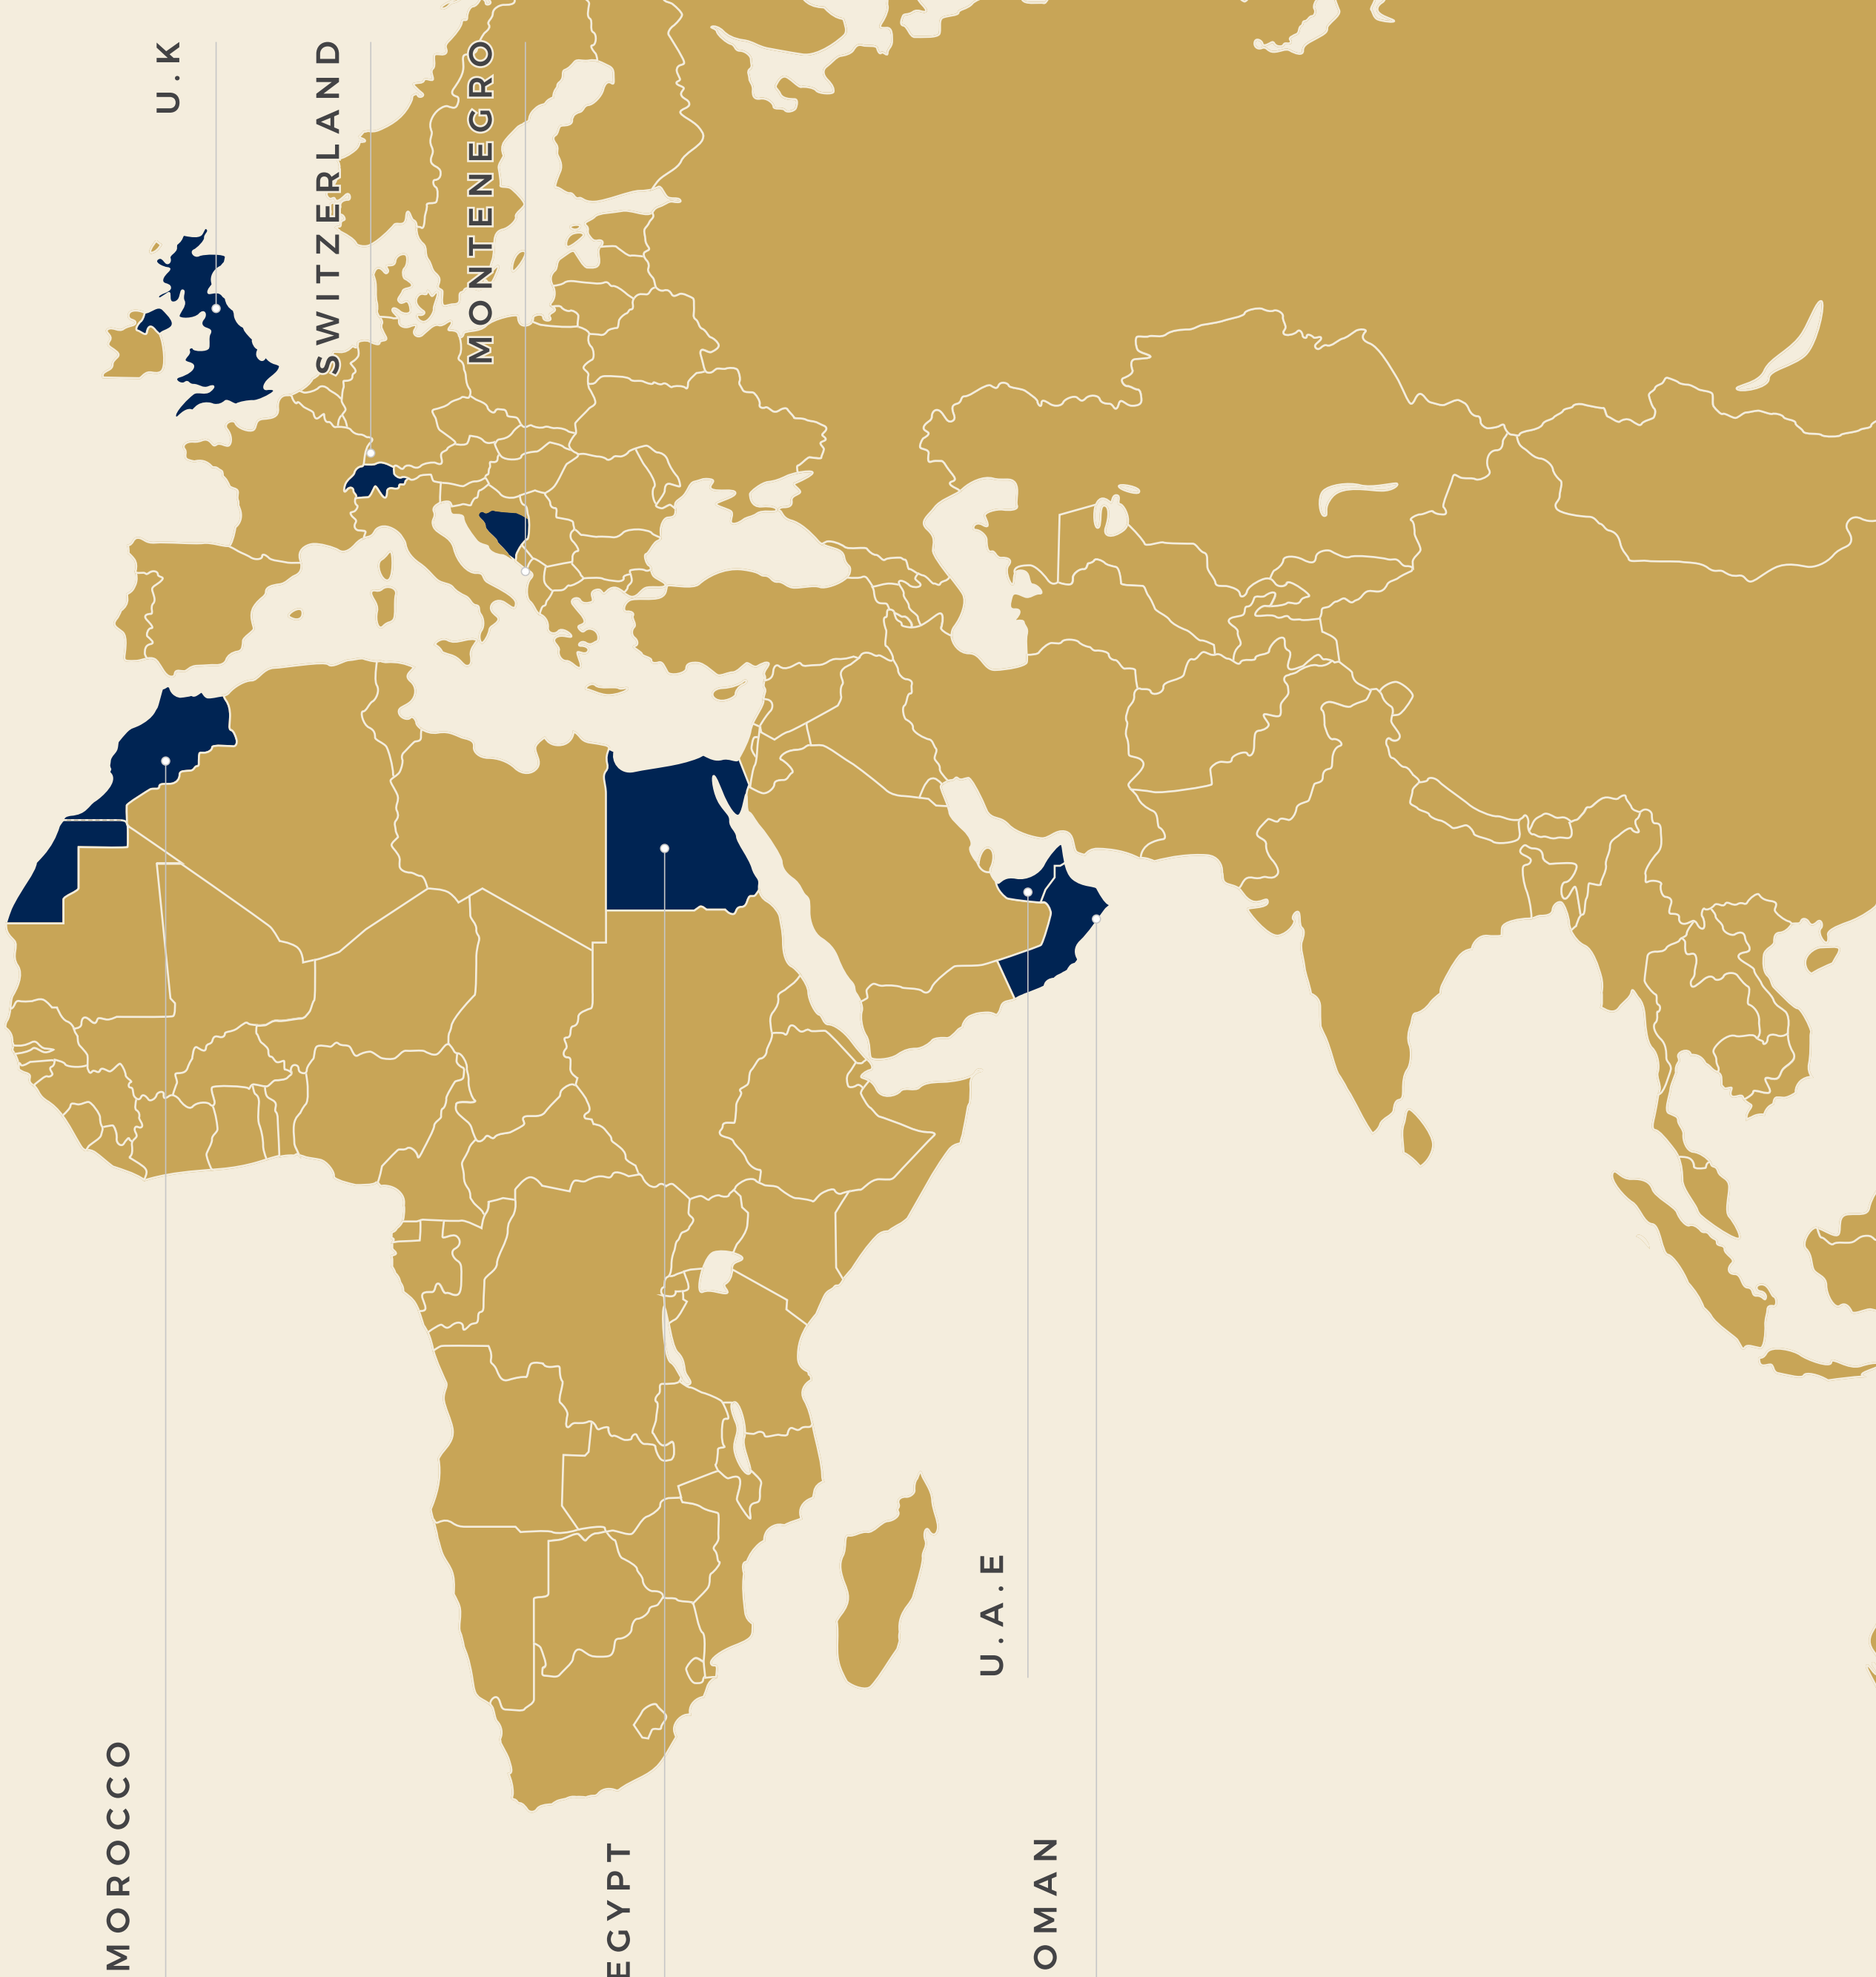 U.K
SWITZERLAND
MONTENEGRO
U.A.E
MOROCCO
EGYPT
OMAN